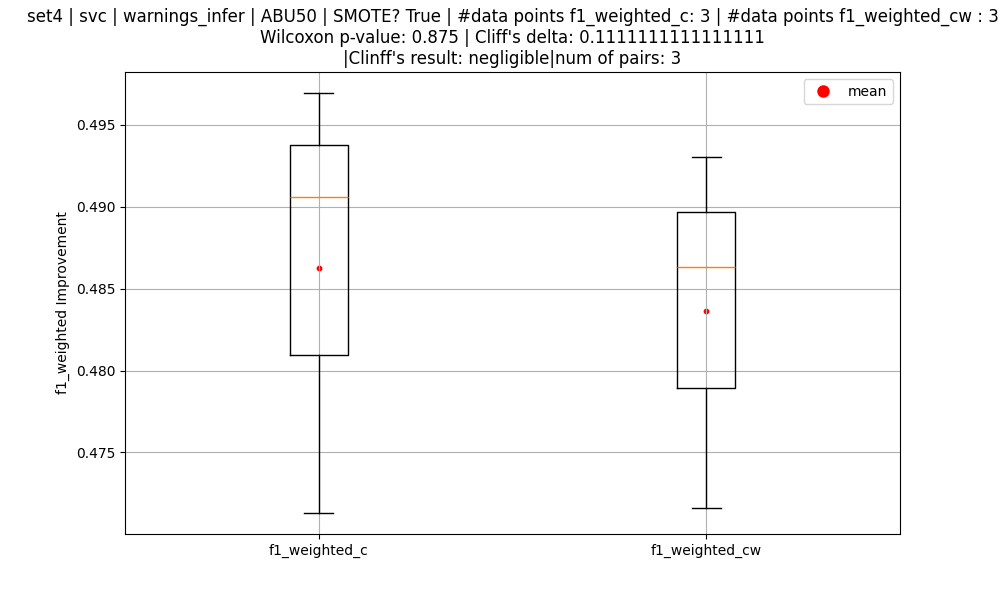 set4 | svc | warnings_infer | ABU50 | SMOTE? True | #data points f1_weighted_c: 3 | #data points f1_weighted_cw : 3
Wilcoxon p-value: 0.875 | Cliff's delta: 0.1111111111111111
|Clinff's result: negligible|num of pairs: 3
mean
0.495
0.490
0.485
0.480
0.475
f1_weighted Improvement
f1_weighted_c
f1_weighted_cw